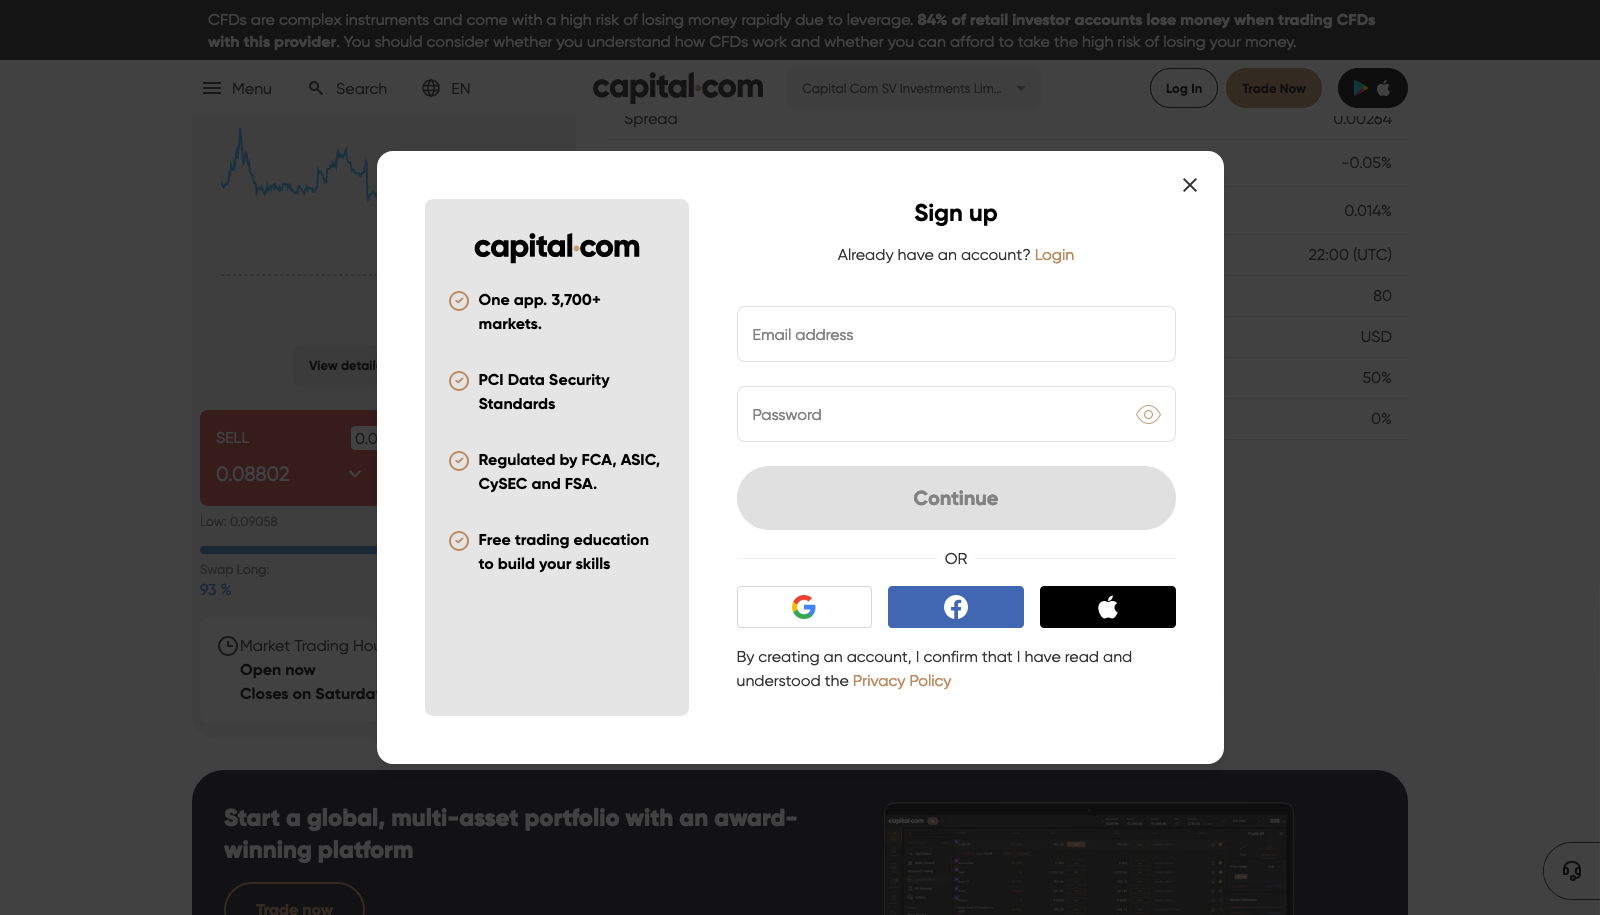 CFDs are complex instruments and come with a high risk of losing money rapidly due to leverage. 84% of retail investor accounts lose money when trading CFDs
with this provider. You should consider whether you understand how CFDs work and whether you can afford to take the high risk of losing your money.
Menu
Search
EN
capital.com
Capital Com SV Investments Lim...
Log In
Trade Now
Spread
0.00264
-0.05%
0.014%
22:00 (UTC)
80
USD
50%
0%
View detail
SELL
0.0
0.08802
Low: 0.09058
Swap Long:
93 %
Market Trading Hou
Open now
Closes on Saturda
capital.com
One app. 3,700+
markets.
PCI Data Security
Standards
Regulated by FCA, ASIC,
CySEC and FSA.
Free trading education
to build your skills
Sign up
Already have an account? Login
Email address
Password
Continue
OR
By creating an account, I confirm that I have read and
understood the Privacy Policy
Start a global, multi-asset portfolio with an award-
winning platform
Trade now
capital.com